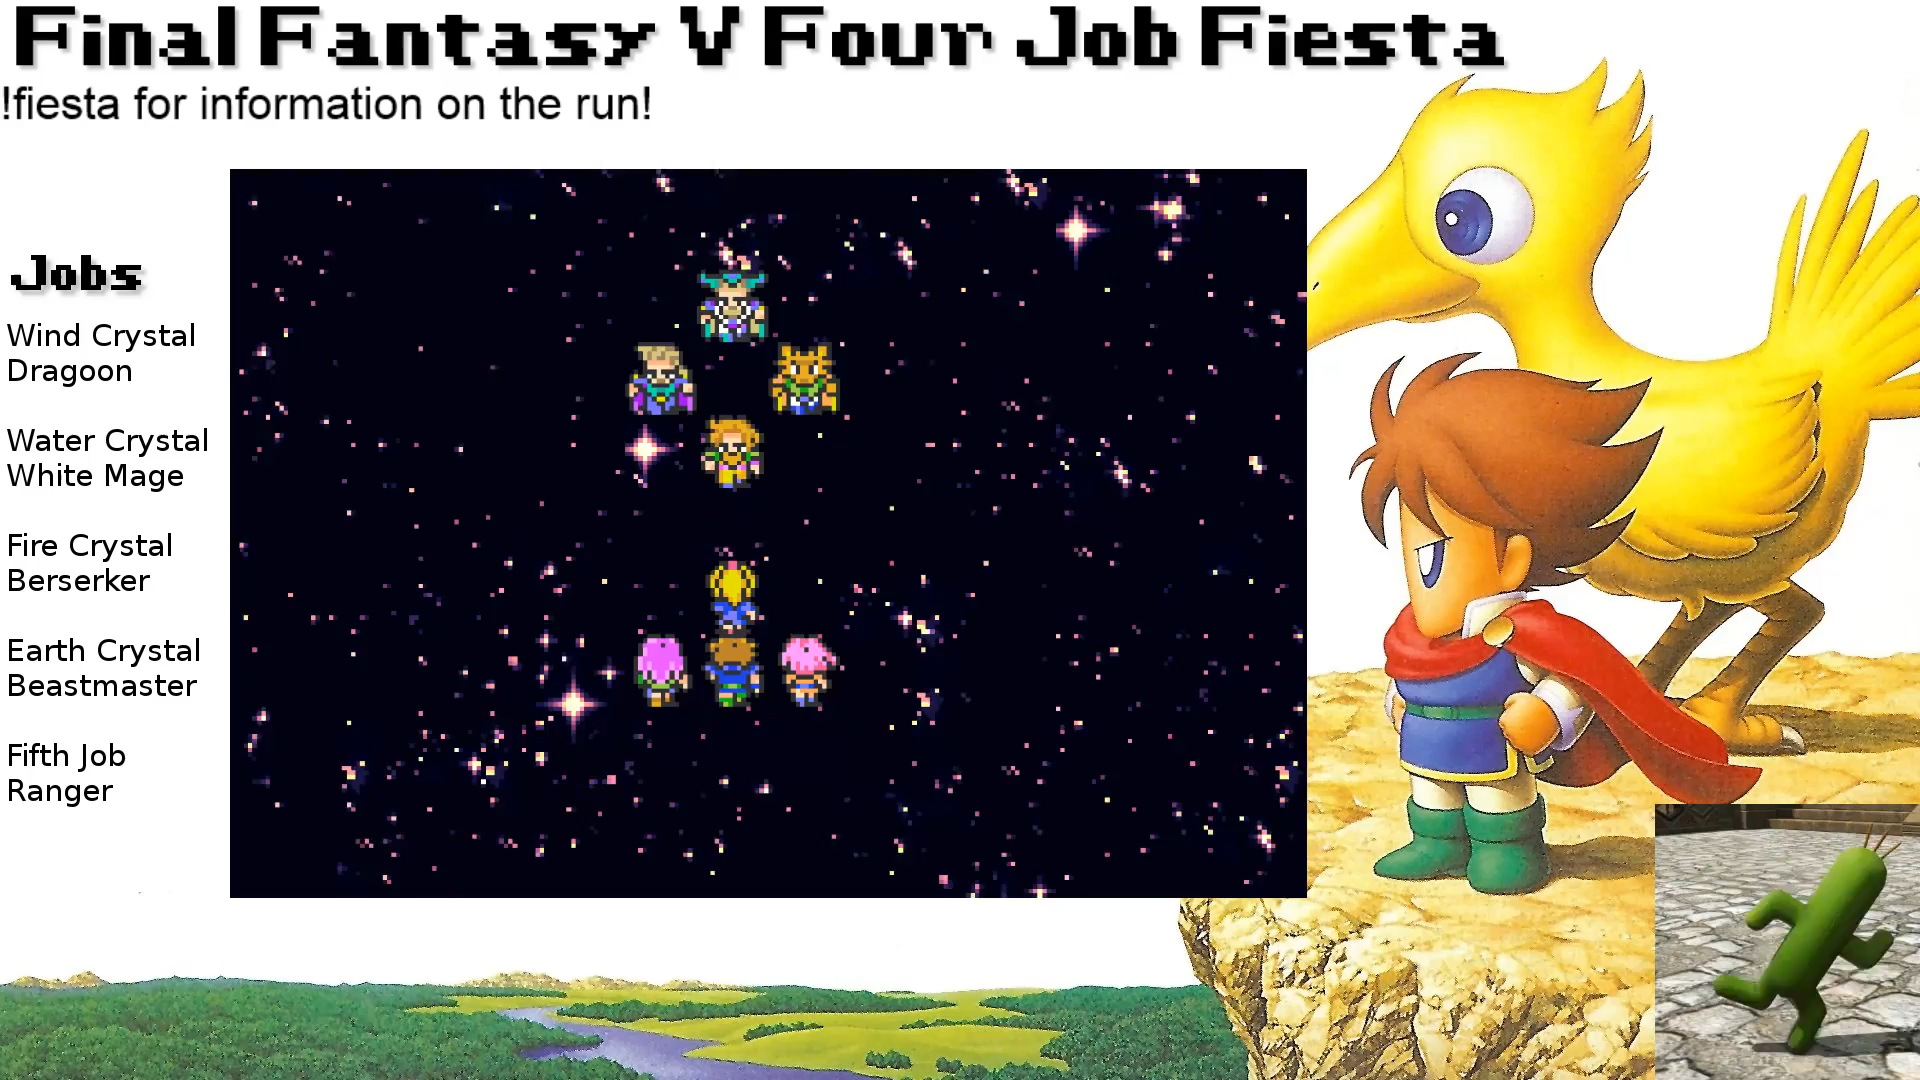 Final Fantasy V Four Job Fiesta
!fiesta for information on the run!
Jobs
Wind Crystal
Dragoon
Water Crystal
White Mage
Fire Crystal
Berserker
Earth Crystal
Beastmaster
Fifth Job
Ranger